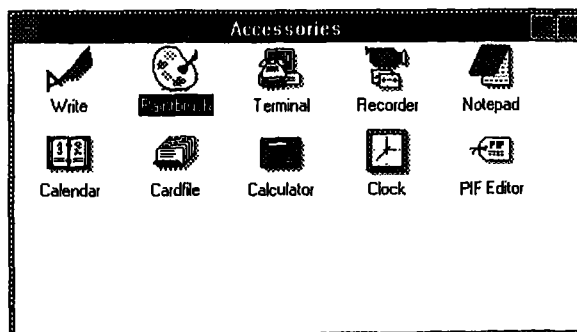 Accessories
Write Paintbrush Terminal Recorder Notepad
Calendar Cardfile Calculator Clock PIF Editor